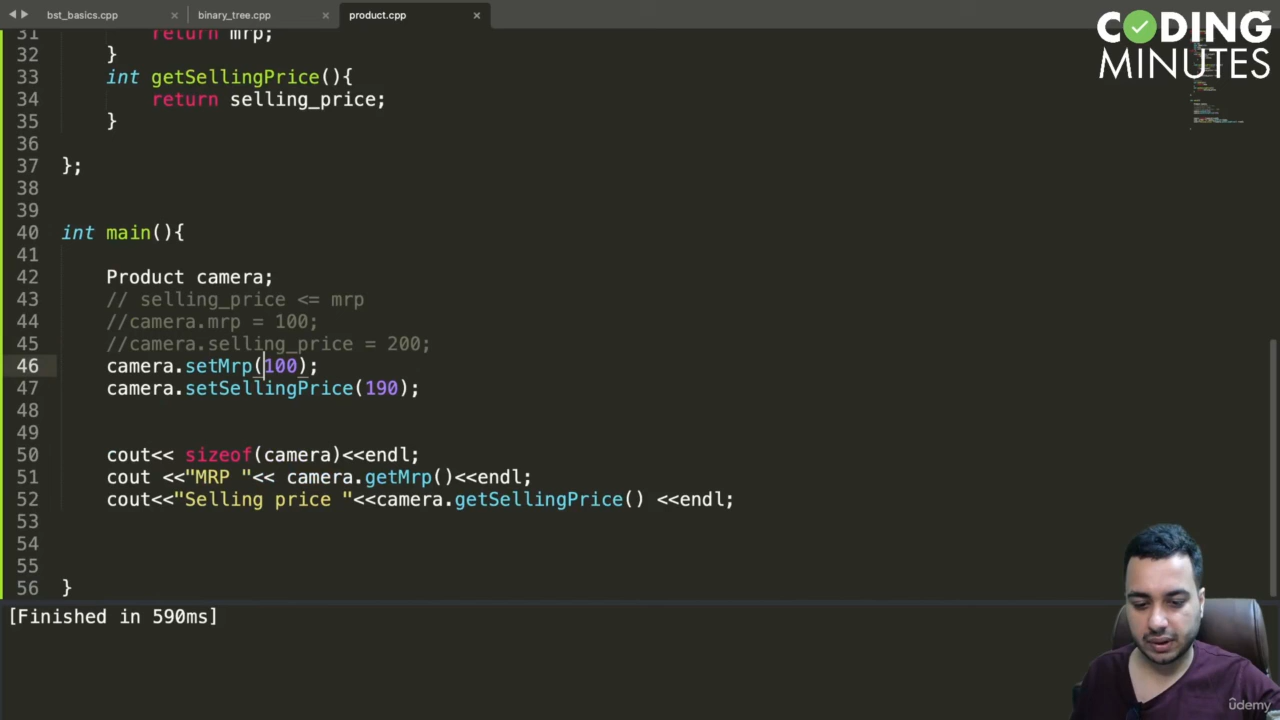 bst_basics.cpp × binary_tree.cpp × product.cpp ×
CODING
MINUTES
31 return mrp;
32 }
33 int getSellingPrice(){
34 return selling_price;
35 }
36
37 };
38
39
40 int main(){
41
42 Product camera;
43 // selling_price <= mrp
44 //camera.mrp = 100;
45 //camera.selling_price = 200;
46 camera.setMrp(100);
47 camera.setSellingPrice(190);
48
49
50 cout<< sizeof(camera)<<endl;
51 cout <<"MRP "<< camera.getMrp()<<endl;
52 cout<<"Selling price "<<camera.getSellingPrice() <<endl;
53
54
55
56 }
[Finished in 590ms]
ûdemy